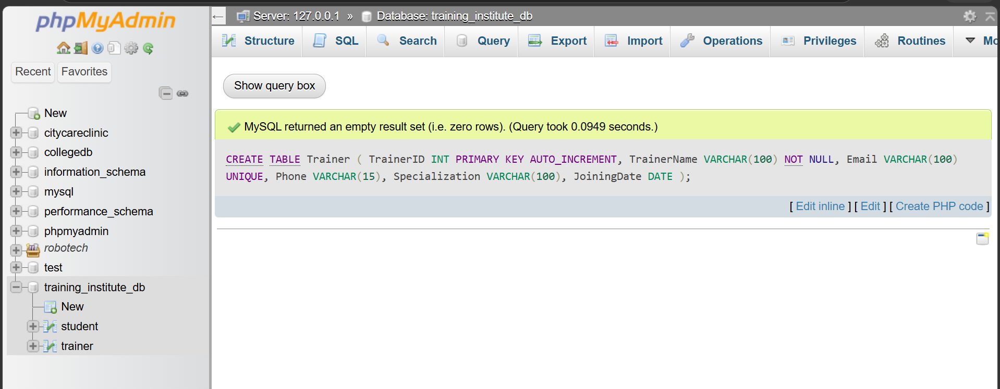 phpMyAdmin
Recent
Favorites
New
citycareclinic
collegedb
information_schema
mysql
performance_schema
phpmyadmin
robotech
test
training_institute_db
New
student
trainer
← Server: 127.0.0.1 » Database: training_institute_db
Structure SQL Search Query Export Import Operations Privileges Routines
Show query box
MySQL returned an empty result set (i.e. zero rows). (Query took 0.0949 seconds.)
CREATE TABLE Trainer ( TrainerID INT PRIMARY KEY AUTO_INCREMENT, TrainerName VARCHAR(100) NOT NULL, Email VARCHAR(100)
UNIQUE, Phone VARCHAR(15), Specialization VARCHAR(100), JoiningDate DATE );
[ Edit inline ] [ Edit ] [ Create PHP code ]